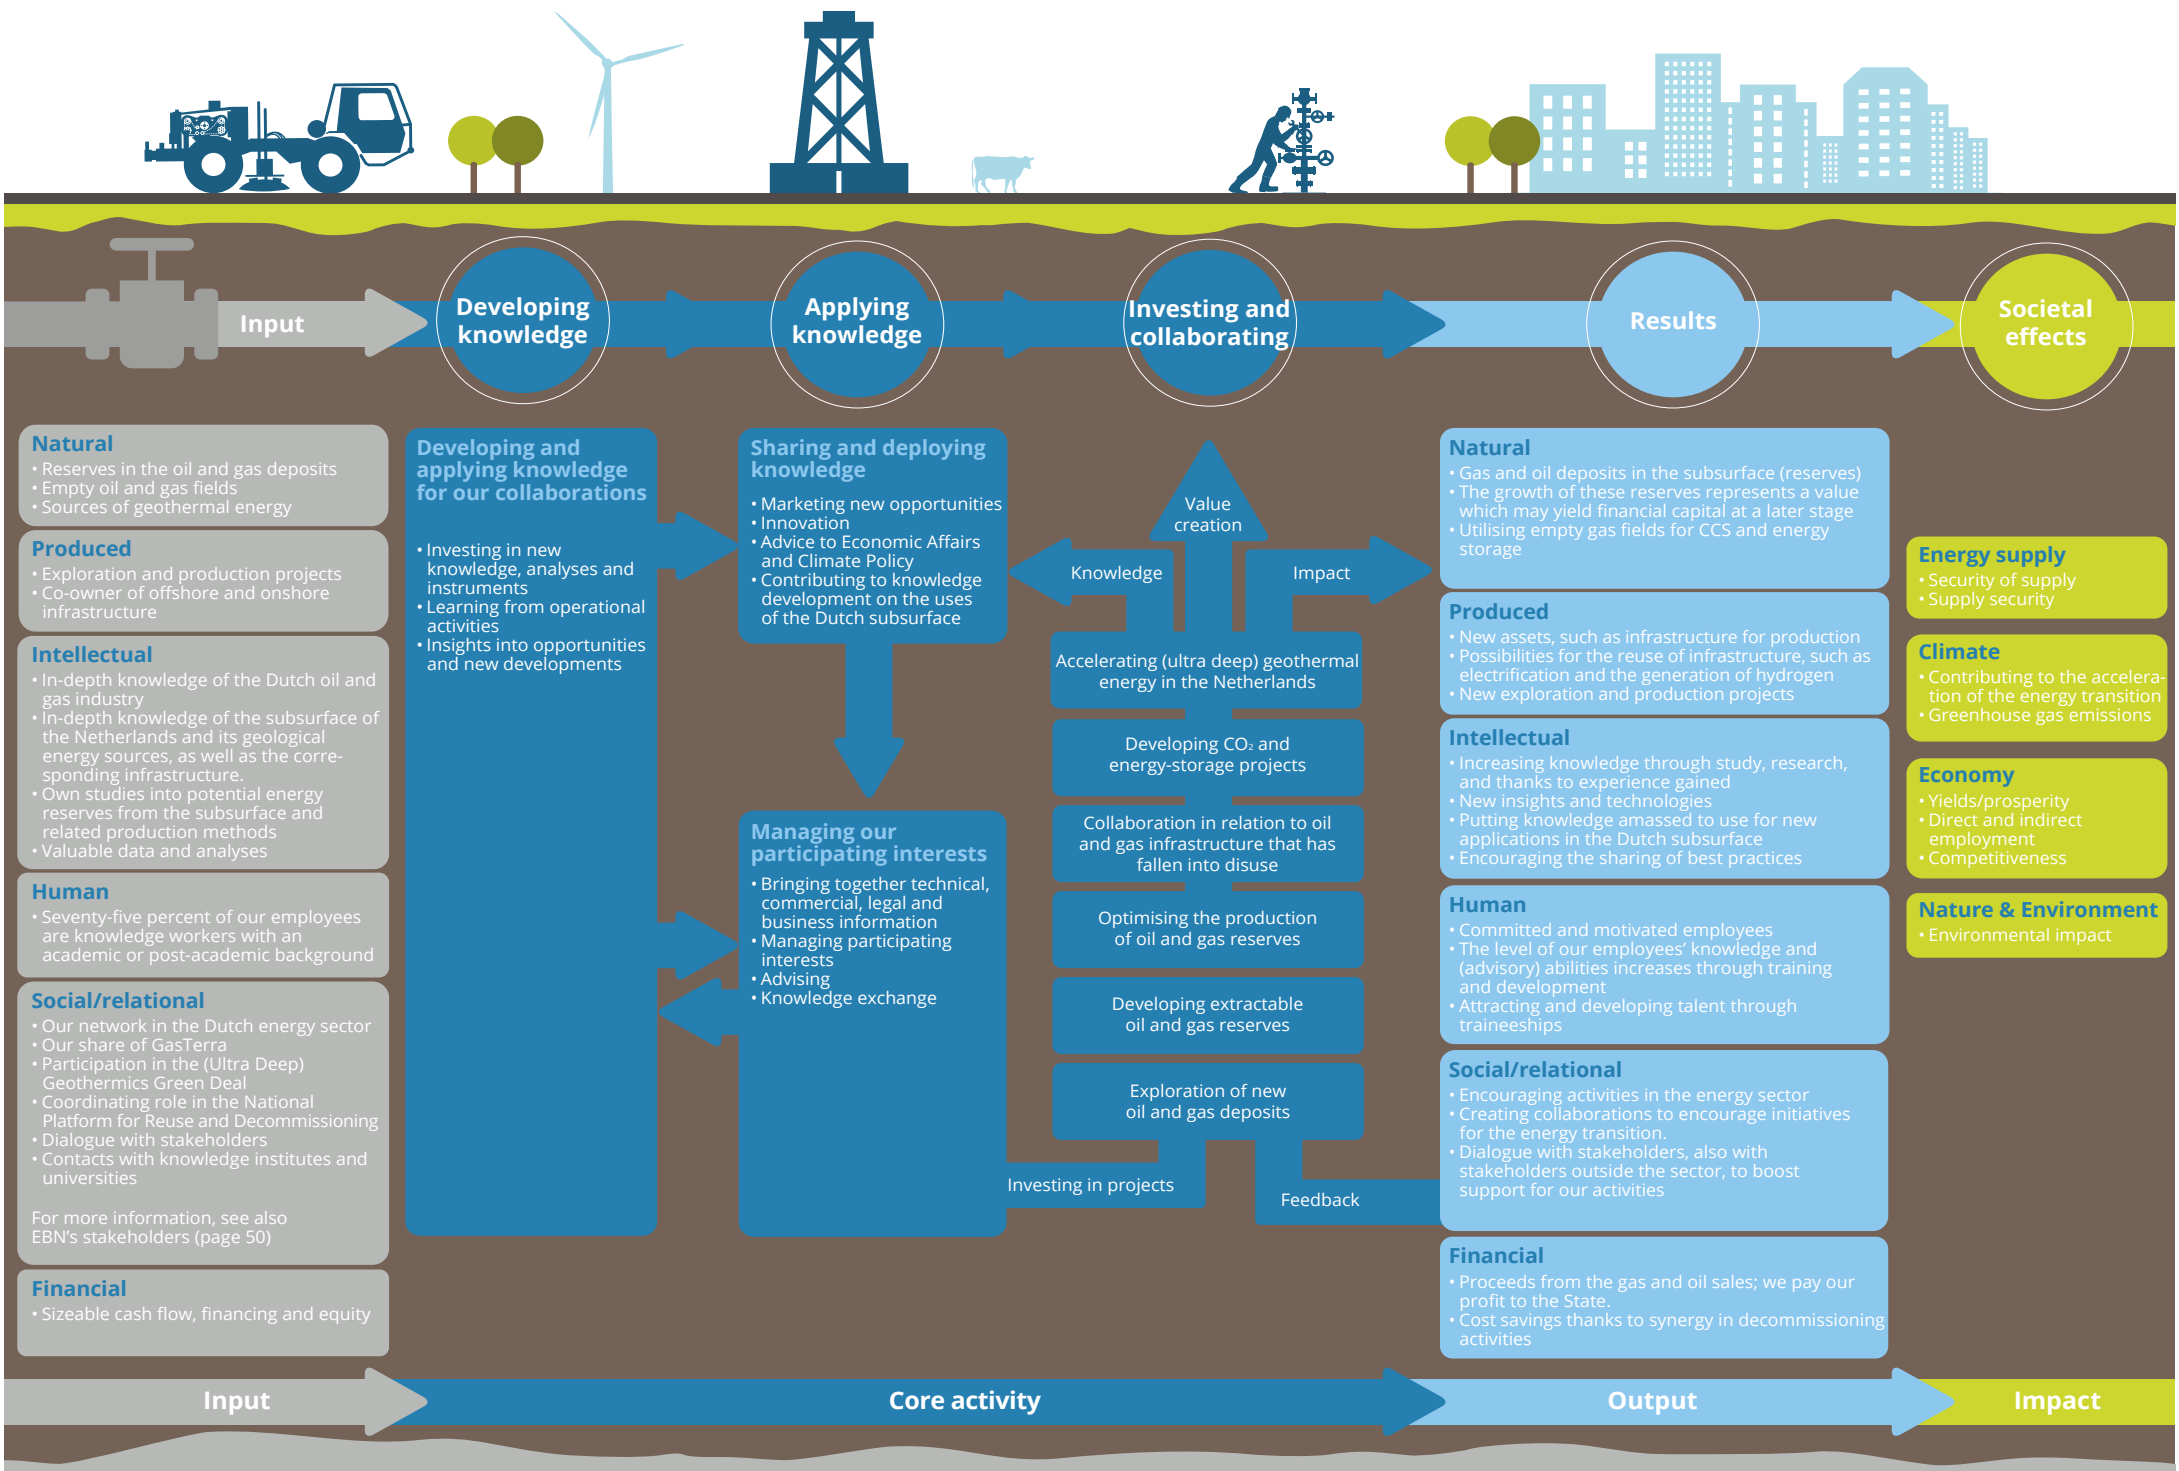 Input
Developing
knowledge
Applying
knowledge
Investing and
collaborating
Results
Societal
effects
Natural
• Reserves in the oil and gas deposits
• Empty oil and gas fields
• Sources of geothermal energy
Produced
• Exploration and production projects
• Co-owner of offshore and onshore
infrastructure
Intellectual
• In-depth knowledge of the Dutch oil and
gas industry
• In-depth knowledge of the subsurface of
the Netherlands and its geological
energy sources, as well as the corre-
sponding infrastructure.
• Own studies into potential energy
reserves from the subsurface and
related production methods
• Valuable data and analyses
Human
• Seventy-five percent of our employees
are knowledge workers with an
academic or post-academic background
Social/relational
• Our network in the Dutch energy sector
• Our share of GasTerra
• Participation in the (Ultra Deep)
Geothermics Green Deal
• Coordinating role in the National
Platform for Reuse and Decommissioning
• Dialogue with stakeholders
• Contacts with knowledge institutes and
universities
For more information, see also
EBN's stakeholders (page 50)
Financial
• Sizeable cash flow, financing and equity
Developing and
applying knowledge
for our collaborations
• Investing in new
knowledge, analyses and
instruments
• Learning from operational
activities
• Insights into opportunities
and new developments
Sharing and deploying
knowledge
• Marketing new opportunities
• Innovation
• Advice to Economic Affairs
and Climate Policy
• Contributing to knowledge
development on the uses
of the Dutch subsurface
Managing our
participating interests
• Bringing together technical,
commercial, legal and
business information
• Managing participating
interests
• Advising
• Knowledge exchange
Value
creation
Knowledge
Impact
Accelerating (ultra deep) geothermal
energy in the Netherlands
Developing CO₂ and
energy-storage projects
Collaboration in relation to oil
and gas infrastructure that has
fallen into disuse
Optimising the production
of oil and gas reserves
Developing extractable
oil and gas reserves
Exploration of new
oil and gas deposits
Investing in projects
Feedback
Natural
• Gas and oil deposits in the subsurface (reserves)
• The growth of these reserves represents a value
which may yield financial capital at a later stage
• Utilising empty gas fields for CCS and energy
storage
Produced
• New assets, such as infrastructure for production
• Possibilities for the reuse of infrastructure, such as
electrification and the generation of hydrogen
• New exploration and production projects
Intellectual
• Increasing knowledge through study, research,
and thanks to experience gained
• New insights and technologies
• Putting knowledge amassed to use for new
applications in the Dutch subsurface
• Encouraging the sharing of best practices
Human
• Committed and motivated employees
• The level of our employees' knowledge and
(advisory) abilities increases through training
and development
• Attracting and developing talent through
traineeships
Social/relational
• Encouraging activities in the energy sector
• Creating collaborations to encourage initiatives
for the energy transition.
• Dialogue with stakeholders, also with
stakeholders outside the sector, to boost
support for our activities
Financial
• Proceeds from the gas and oil sales; we pay our
profit to the State.
• Cost savings thanks to synergy in decommissioning
activities
Energy supply
• Security of supply
• Supply security
Climate
• Contributing to the accelera-
tion of the energy transition
• Greenhouse gas emissions
Economy
• Yields/prosperity
• Direct and indirect
employment
• Competitiveness
Nature & Environment
• Environmental impact
Input
Core activity
Output
Impact